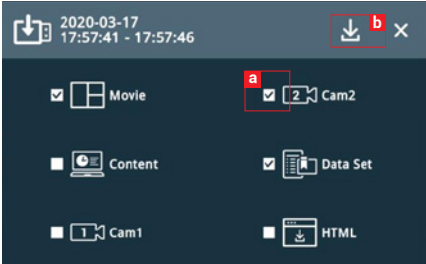 2020-03-17
17:57:41 - 17:57:46
b
a
Movie
2 Cam2
Content
Data Set
1 Cam1
HTML